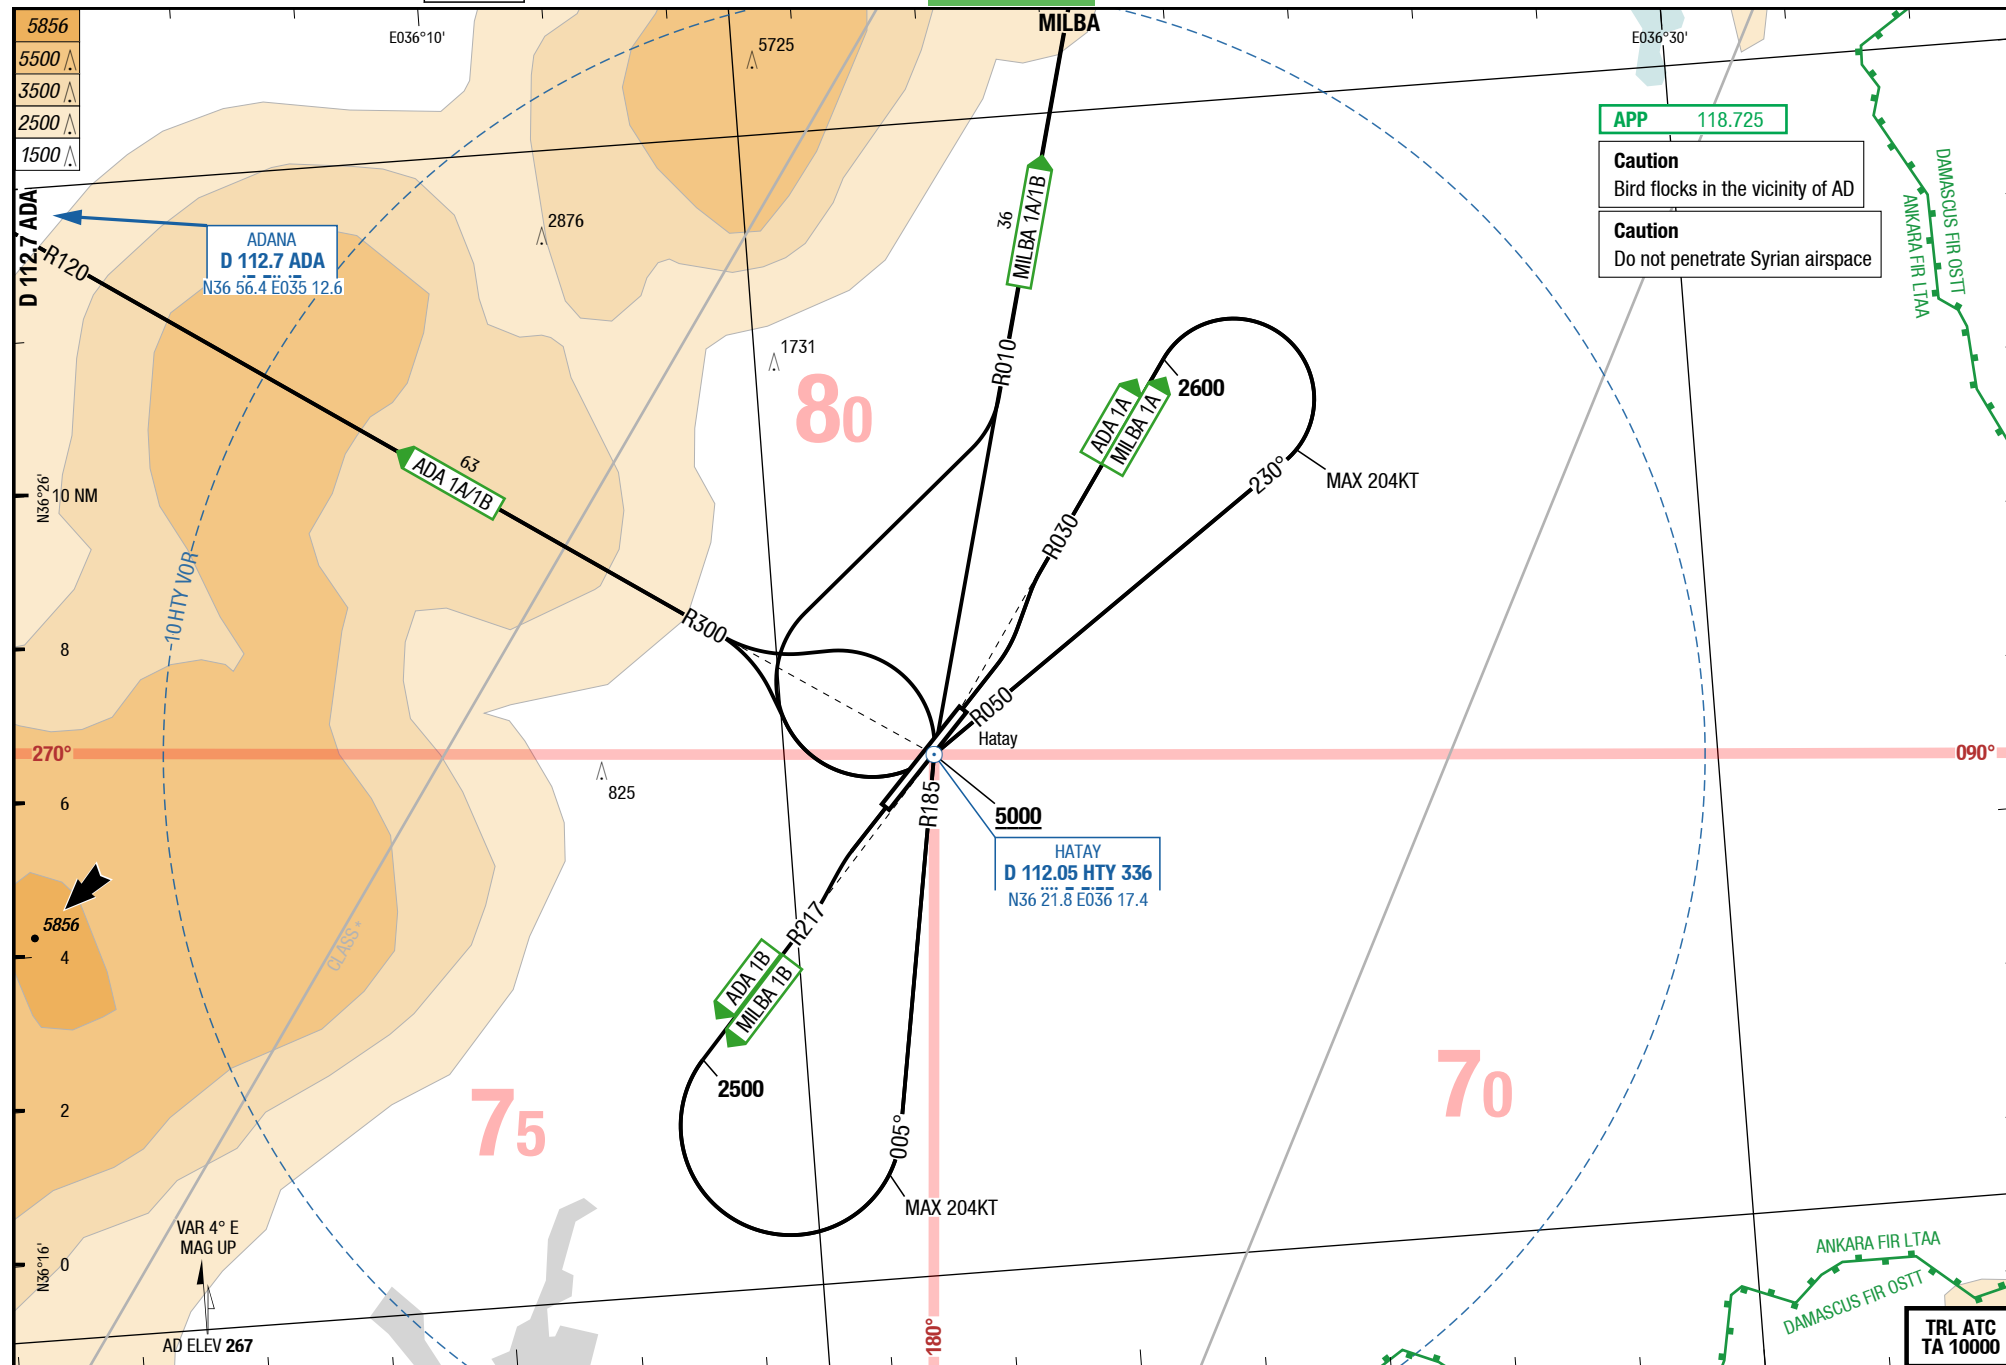 5856
5500
3500
2500
1500
E036°10'
MILBA
E036°30'
5725
2876
1731
825
APP 118.725
Caution
Bird flocks in the vicinity of AD
Caution
Do not penetrate Syrian airspace
DAMASCUS FIR OSTT
ANKARA FIR LTAA
D 112.7 ADA
R120
ADANA
D 112.7 ADA
N36 56.4 E035 12.6
36
MILBA 1A/1B
R010
80
ADA 1A
MILBA 1A
2600
230°
MAX 204KT
R030
63
ADA 1A/1B
N36°26'
10 NM
10 HTY VOR
R300
8
R050
Hatay
270°
090°
6
R185
5000
HATAY
D 112.05 HTY 336
N36 21.8 E036 17.4
5856
4
CLASS *
R217
ADA 1B
MILBA 1B
2500
2
75
70
005°
MAX 204KT
VAR 4° E
MAG UP
N36°16'
0
AD ELEV 267
180°
ANKARA FIR LTAA
DAMASCUS FIR OSTT
TRL ATC
TA 10000